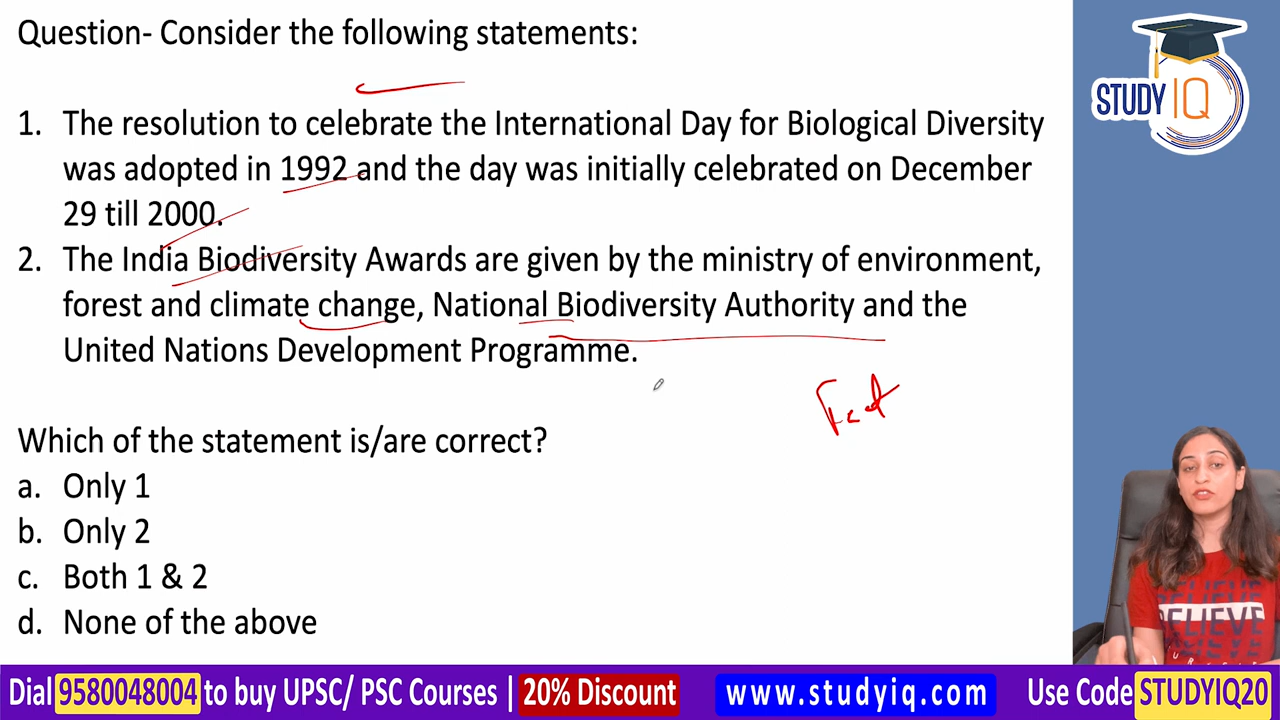 Question- Consider the following statements:
STUDY IQ
1. The resolution to celebrate the International Day for Biological Diversity
was adopted in 1992 and the day was initially celebrated on December
29 till 2000.
2. The India Biodiversity Awards are given by the ministry of environment,
forest and climate change, National Biodiversity Authority and the
United Nations Development Programme.
Fact
Which of the statement is/are correct?
a. Only 1
b. Only 2
c. Both 1 & 2
d. None of the above
BELIEVE
BELIEVE
Dial 9580048004 to buy UPSC/ PSC Courses | 20% Discount www.studyiq.com Use Code STUDYIQ20